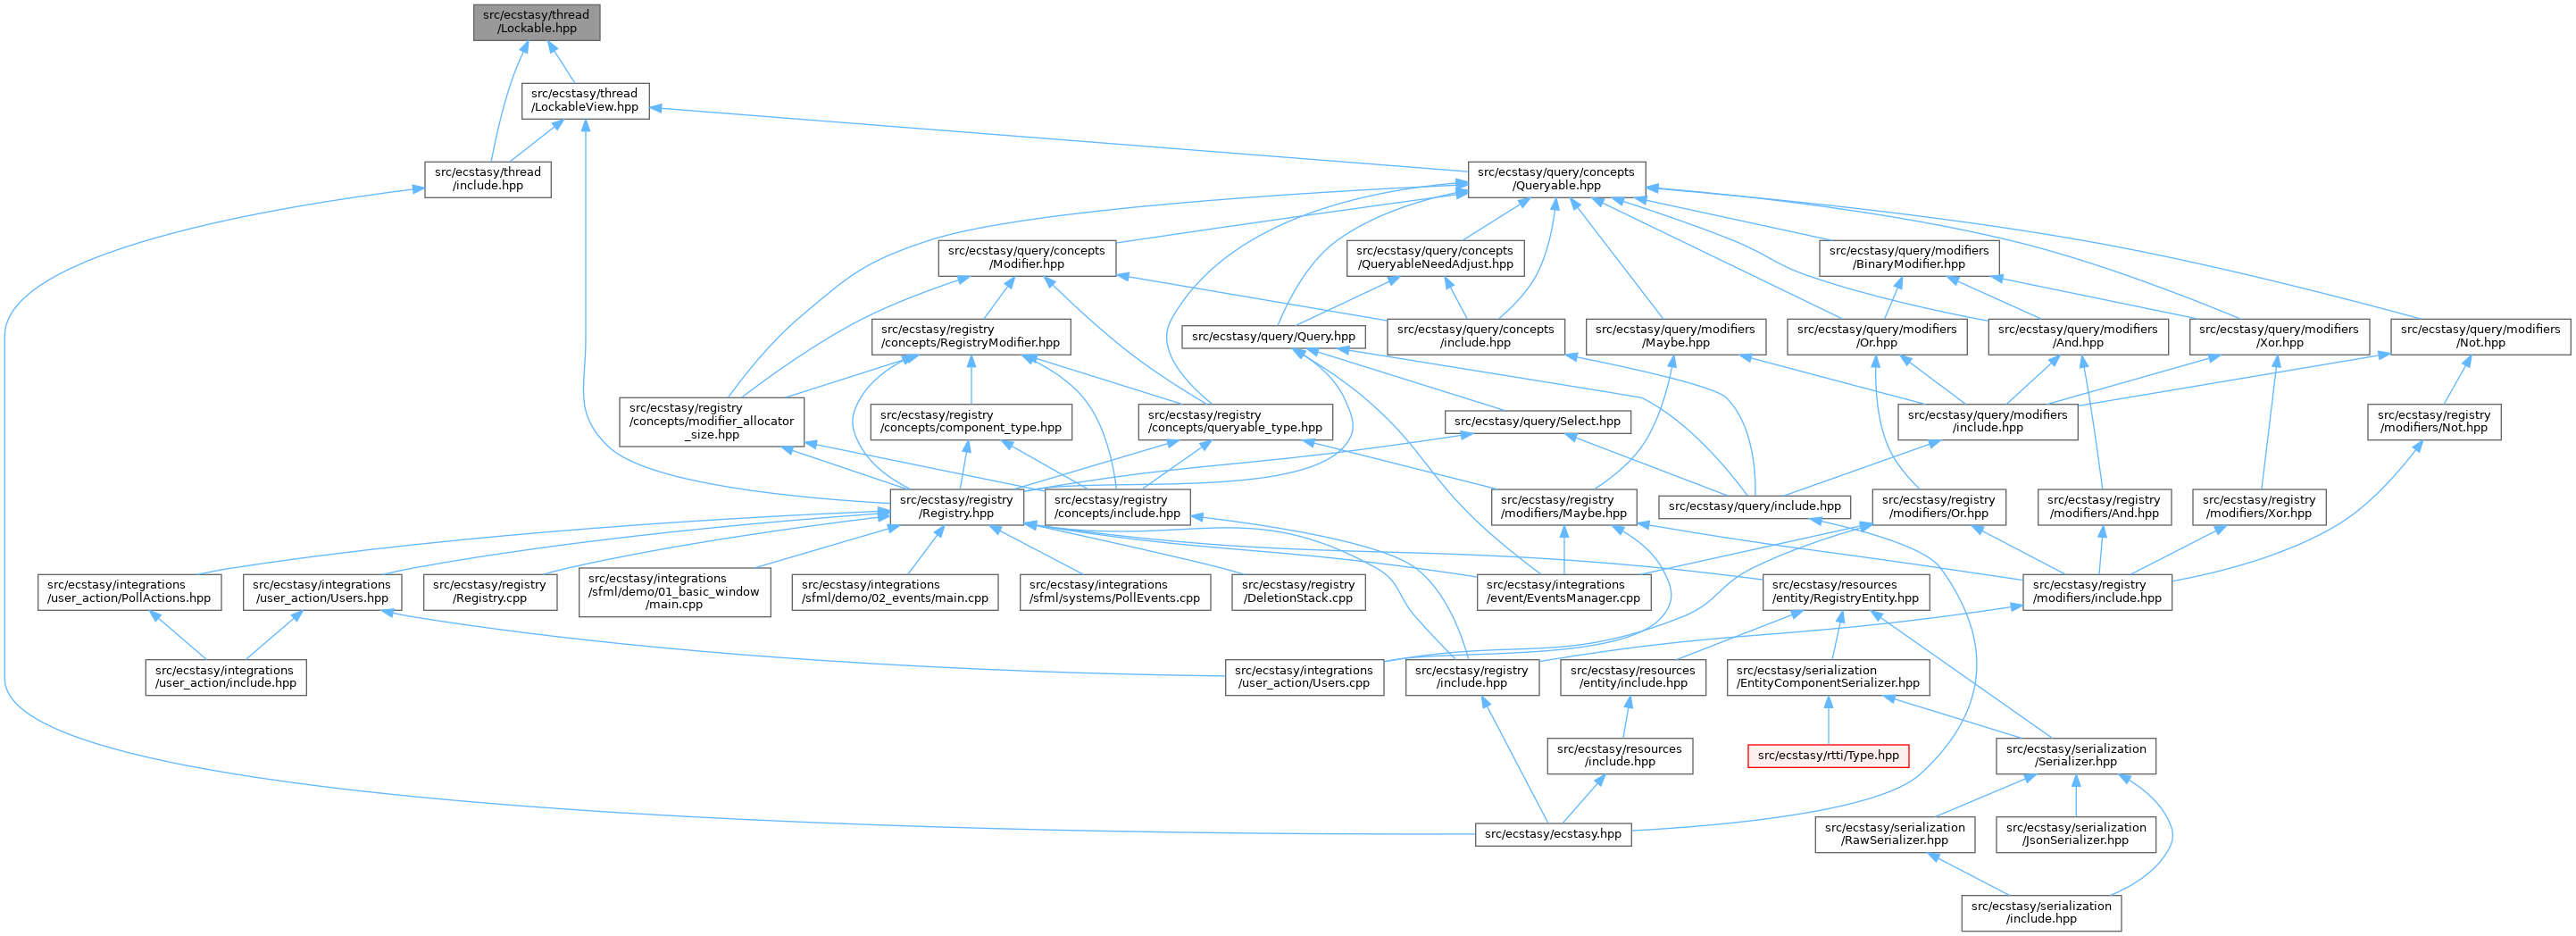 src/ecstasy/thread
/Lockable.hpp
src/ecstasy/thread
/LockableView.hpp
src/ecstasy/thread
/include.hpp
src/ecstasy/query/concepts
/Queryable.hpp
src/ecstasy/query/concepts
/Modifier.hpp
src/ecstasy/query/concepts
/QueryableNeedAdjust.hpp
src/ecstasy/query/modifiers
/BinaryModifier.hpp
src/ecstasy/registry
/concepts/RegistryModifier.hpp
src/ecstasy/query/Query.hpp
src/ecstasy/query/concepts
/include.hpp
src/ecstasy/query/modifiers
/Maybe.hpp
src/ecstasy/query/modifiers
/Or.hpp
src/ecstasy/query/modifiers
/And.hpp
src/ecstasy/query/modifiers
/Xor.hpp
src/ecstasy/query/modifiers
/Not.hpp
src/ecstasy/registry
/concepts/modifier_allocator
_size.hpp
src/ecstasy/registry
/concepts/component_type.hpp
src/ecstasy/registry
/concepts/queryable_type.hpp
src/ecstasy/query/Select.hpp
src/ecstasy/query/modifiers
/include.hpp
src/ecstasy/registry
/modifiers/Not.hpp
src/ecstasy/registry
/Registry.hpp
src/ecstasy/registry
/concepts/include.hpp
src/ecstasy/registry
/modifiers/Maybe.hpp
src/ecstasy/query/include.hpp
src/ecstasy/registry
/modifiers/Or.hpp
src/ecstasy/registry
/modifiers/And.hpp
src/ecstasy/registry
/modifiers/Xor.hpp
src/ecstasy/integrations
/user_action/PollActions.hpp
src/ecstasy/integrations
/user_action/Users.hpp
src/ecstasy/registry
/Registry.cpp
src/ecstasy/integrations
/sfml/demo/01_basic_window
/main.cpp
src/ecstasy/integrations
/sfml/demo/02_events/main.cpp
src/ecstasy/integrations
/sfml/systems/PollEvents.cpp
src/ecstasy/registry
/DeletionStack.cpp
src/ecstasy/integrations
/event/EventsManager.cpp
src/ecstasy/resources
/entity/RegistryEntity.hpp
src/ecstasy/registry
/modifiers/include.hpp
src/ecstasy/integrations
/user_action/include.hpp
src/ecstasy/integrations
/user_action/Users.cpp
src/ecstasy/registry
/include.hpp
src/ecstasy/resources
/entity/include.hpp
src/ecstasy/serialization
/EntityComponentSerializer.hpp
src/ecstasy/resources
/include.hpp
src/ecstasy/rtti/Type.hpp
src/ecstasy/serialization
/Serializer.hpp
src/ecstasy/ecstasy.hpp
src/ecstasy/serialization
/RawSerializer.hpp
src/ecstasy/serialization
/JsonSerializer.hpp
src/ecstasy/serialization
/include.hpp